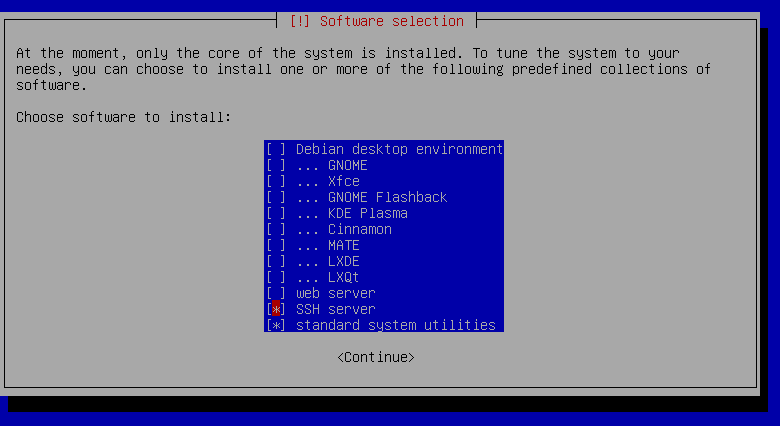 [!] Software selection
At the moment, only the core of the system is installed. To tune the system to your
needs, you can choose to install one or more of the following predefined collections of
software.
Choose software to install:
[ ] Debian desktop environment
[ ] ... GNOME
[ ] ... Xfce
[ ] ... GNOME Flashback
[ ] ... KDE Plasma
[ ] ... Cinnamon
[ ] ... MATE
[ ] ... LXDE
[ ] ... LXQt
[ ] web server
[*] SSH server
[*] standard system utilities
<Continue>